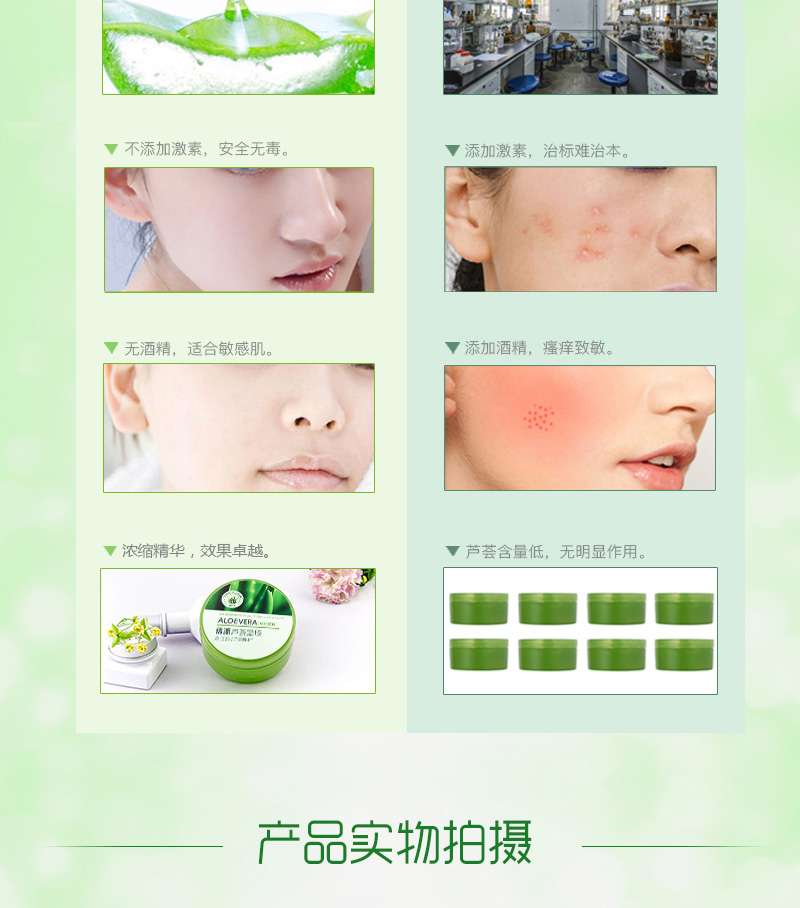 不添加激素，安全无毒。
添加激素，治标难治本。
无酒精，适合敏感肌。
添加酒精，瘙痒致敏。
浓缩精华，效果卓越。
芦荟含量低，无明显作用。
ALOE VERA
产品实物拍摄